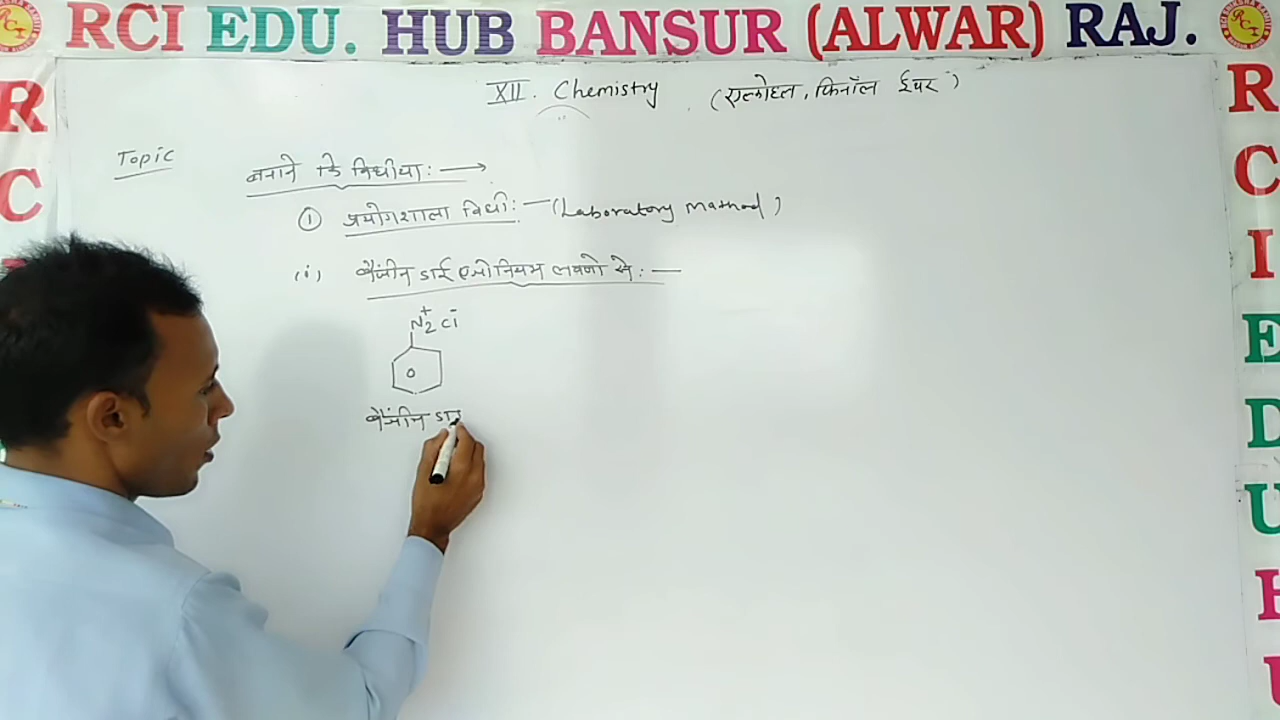 RCI EDU. HUB BANSUR (ALWAR) RAJ.
XII. Chemistry (एल्कोहल, फिनॉल ईथर)
Topic
बनाने कि विधीया: →
① प्रयोगशाला विधी: — (Laboratory Mathod)
(i) बेंजीन डाई एजोनियम लवणो से: —
N₂⁺Cl⁻
बेंजीन डाइ
R
C
R
C
I
E
D
U
H
U